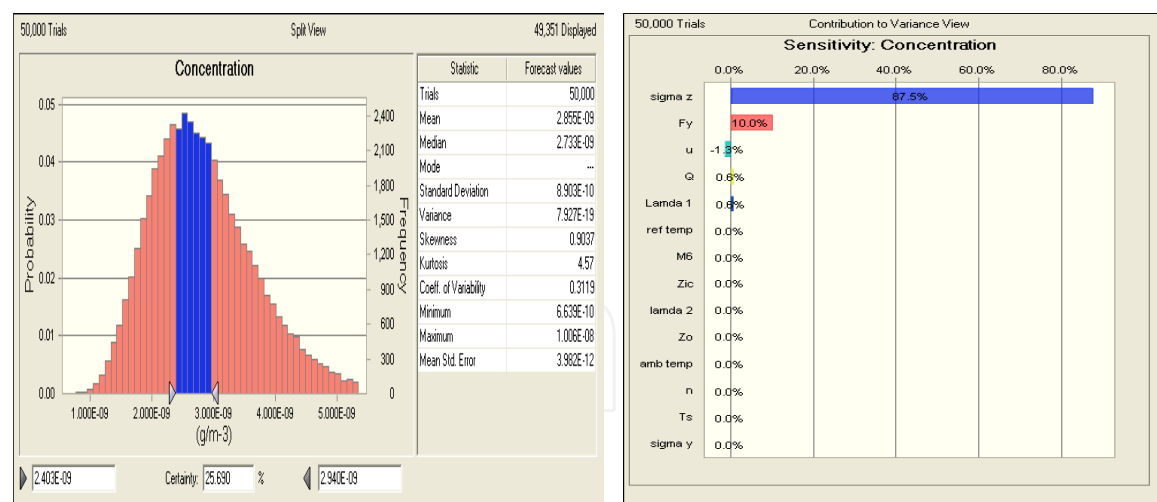 50,000 Trials Split View 49,351 Displayed
Concentration
Probability
0.05
0.04
0.03
0.02
0.01
0.00
2,400
2,100
1,800
1,500
1,200
900
600
300
0
Frequency
1.000E-09 2.000E-09 3.000E-09 4.000E-09 5.000E-09
(g/m-3)
Statistic Forecast values
Trials 50,000
Mean 2.855E-09
Median 2.733E-09
Mode ---
Standard Deviation 8.903E-10
Variance 7.927E-19
Skewness 0.9037
Kurtosis 4.57
Coeff. of Variability 0.3119
Minimum 6.639E-10
Maximum 1.006E-08
Mean Std. Error 3.982E-12
2.403E-09 Certainty: 25.690 % 2.940E-09
50,000 Trials Contribution to Variance View
Sensitivity: Concentration
0.0% 20.0% 40.0% 60.0% 80.0%
sigma z 87.5%
Fy 10.0%
u -1.3%
Q 0.6%
Lamda 1 0.6%
ref temp 0.0%
M6 0.0%
Zic 0.0%
lamda 2 0.0%
Zo 0.0%
amb temp 0.0%
n 0.0%
Ts 0.0%
sigma y 0.0%